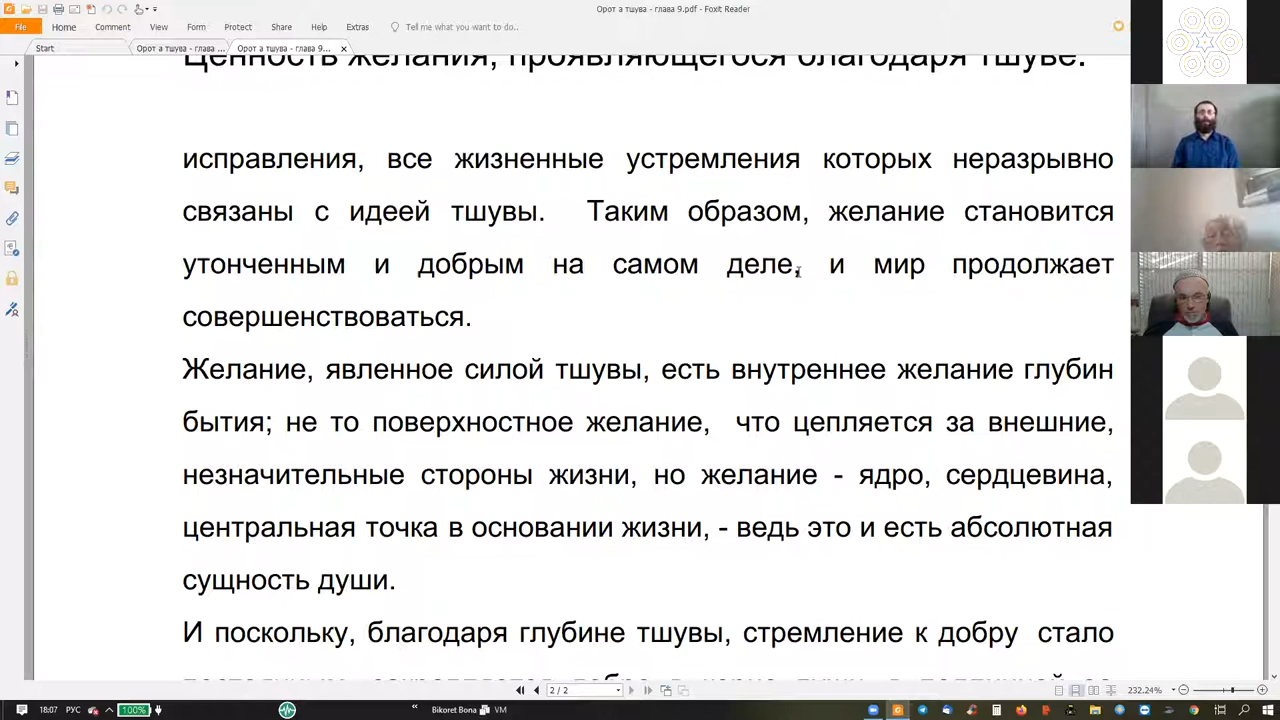 Орот а тшува - глава 9.pdf - Foxit Reader
File Home Comment View Form Protect Share Help Extras Tell me what you want to do..
Start Орот а тшува - глава ... Орот а тшува - глава 9...
Ценность желания, проявляющегося благодаря тшуве.
исправления, все жизненные устремления которых неразрывно
связаны с идеей тшувы. Таким образом, желание становится
утонченным и добрым на самом деле, и мир продолжает
совершенствоваться.
Желание, явленное силой тшувы, есть внутреннее желание глубин
бытия; не то поверхностное желание, что цепляется за внешние,
незначительные стороны жизни, но желание - ядро, сердцевина,
центральная точка в основании жизни, - ведь это и есть абсолютная
сущность души.
И поскольку, благодаря глубине тшувы, стремление к добру стало
2 / 2 232.24%
18:07 РУС 100% Bikoret Bona VM